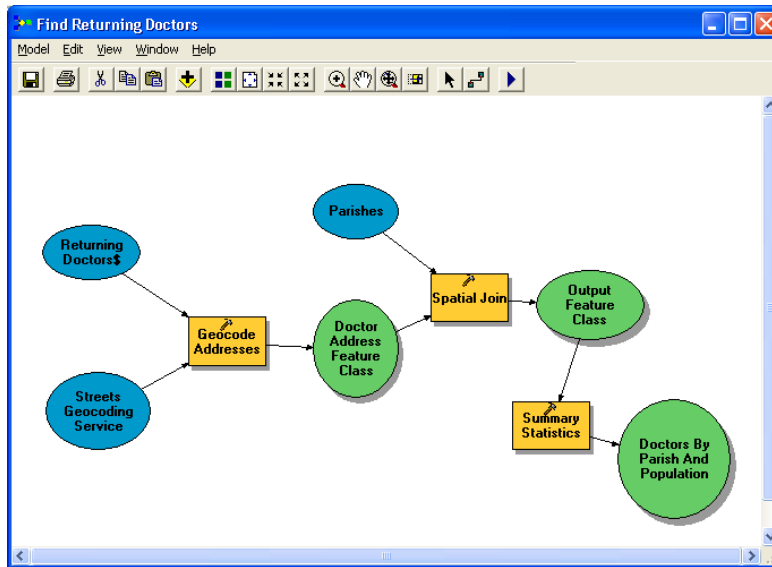 Find Returning Doctors
Model Edit View Window Help
Parishes
Returning
Doctors$
Spatial Join
Output
Feature
Class
Geocode
Addresses
Doctor
Address
Feature
Class
Streets
Geocoding
Service
Summary
Statistics
Doctors By
Parish And
Population